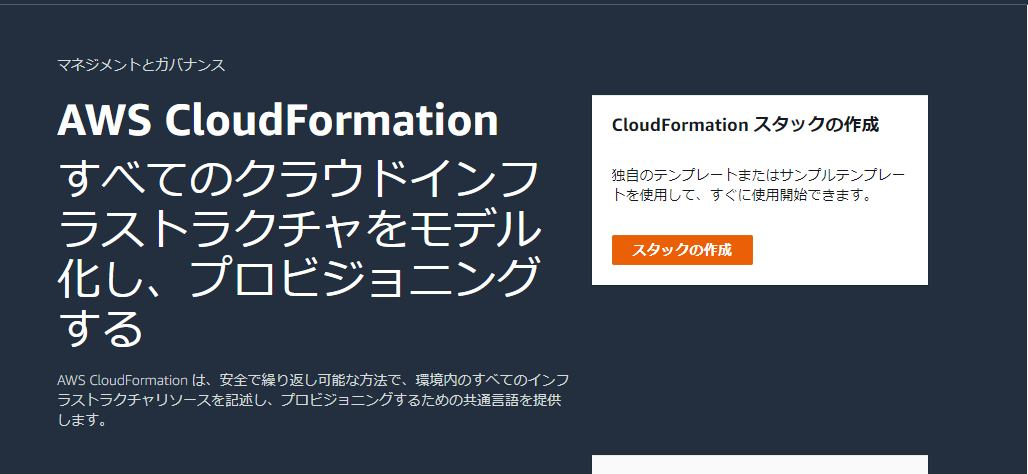 マネジメントとガバナンス
AWS CloudFormation
すべてのクラウドインフ
ラストラクチャをモデル
化し、プロビジョニング
する
AWS CloudFormation は、安全で繰り返し可能な方法で、環境内のすべてのインフ
ラストラクチャリソースを記述し、プロビジョニングするための共通言語を提供
します。
CloudFormation スタックの作成
独自のテンプレートまたはサンプルテンプレー
トを使用して、すぐに使用開始できます。
スタックの作成